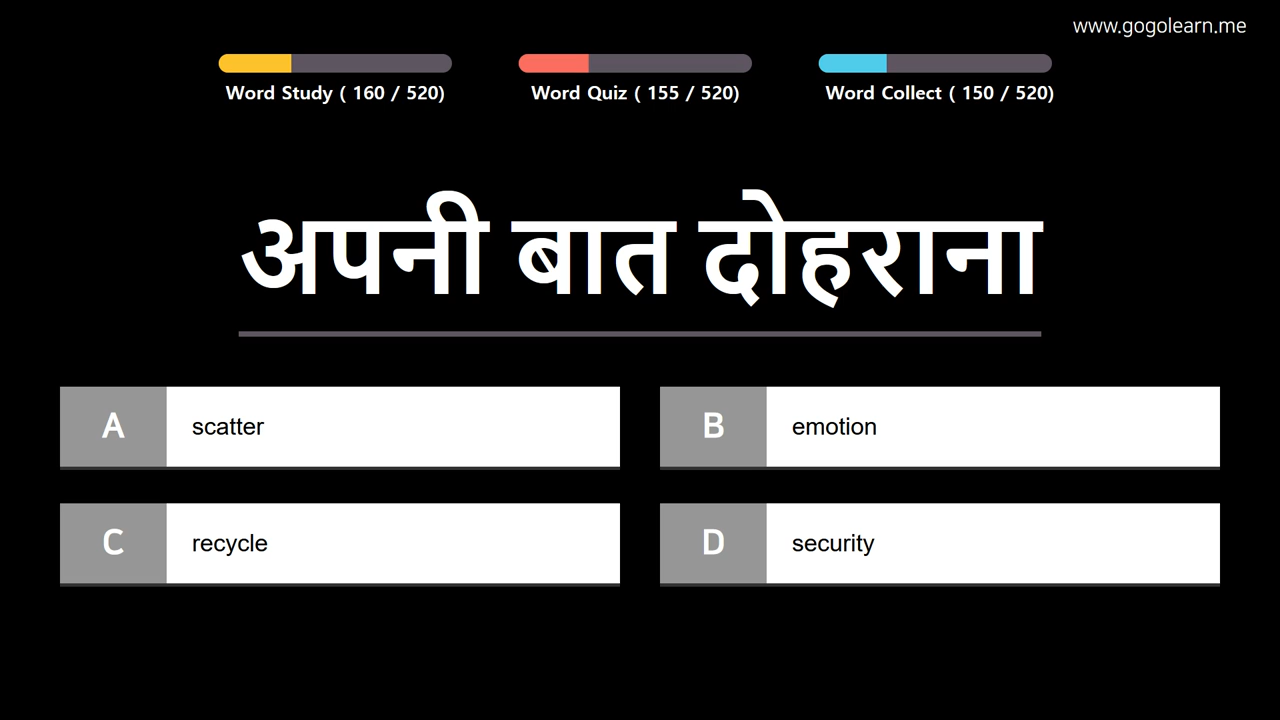 www.gogolearn.me
Word Study ( 160 / 520)
Word Quiz ( 155 / 520)
Word Collect ( 150 / 520)
अपनी बात दोहराना
A scatter
B emotion
C recycle
D security